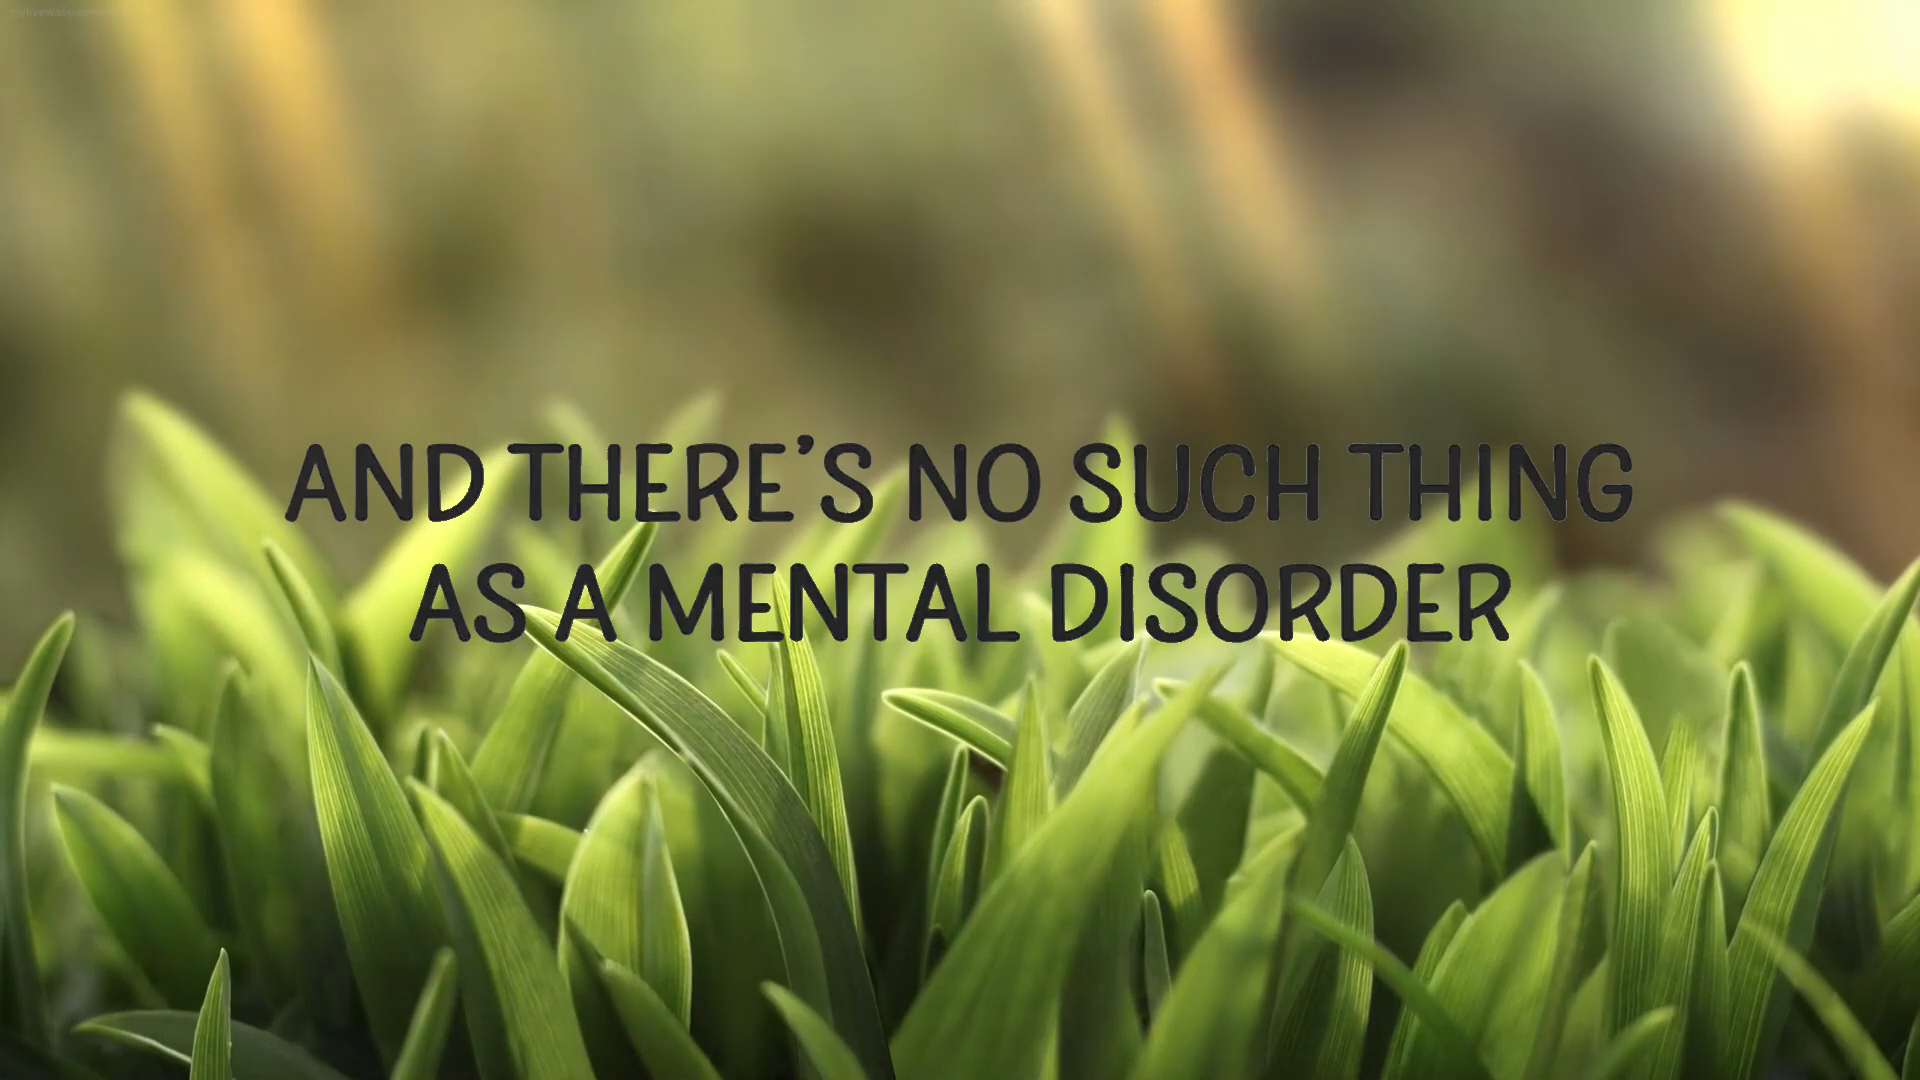 AND THERE’S NO SUCH THING
AS A MENTAL DISORDER